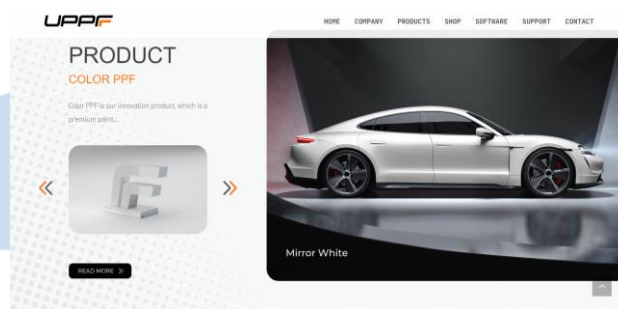 UPPF
HOME COMPANY PRODUCTS SHOP SOFTWARE SUPPORT CONTACT
PRODUCT
COLOR PPF
Color PPF is our innovation product, which is a
premium paint...
READ MORE
Mirror White